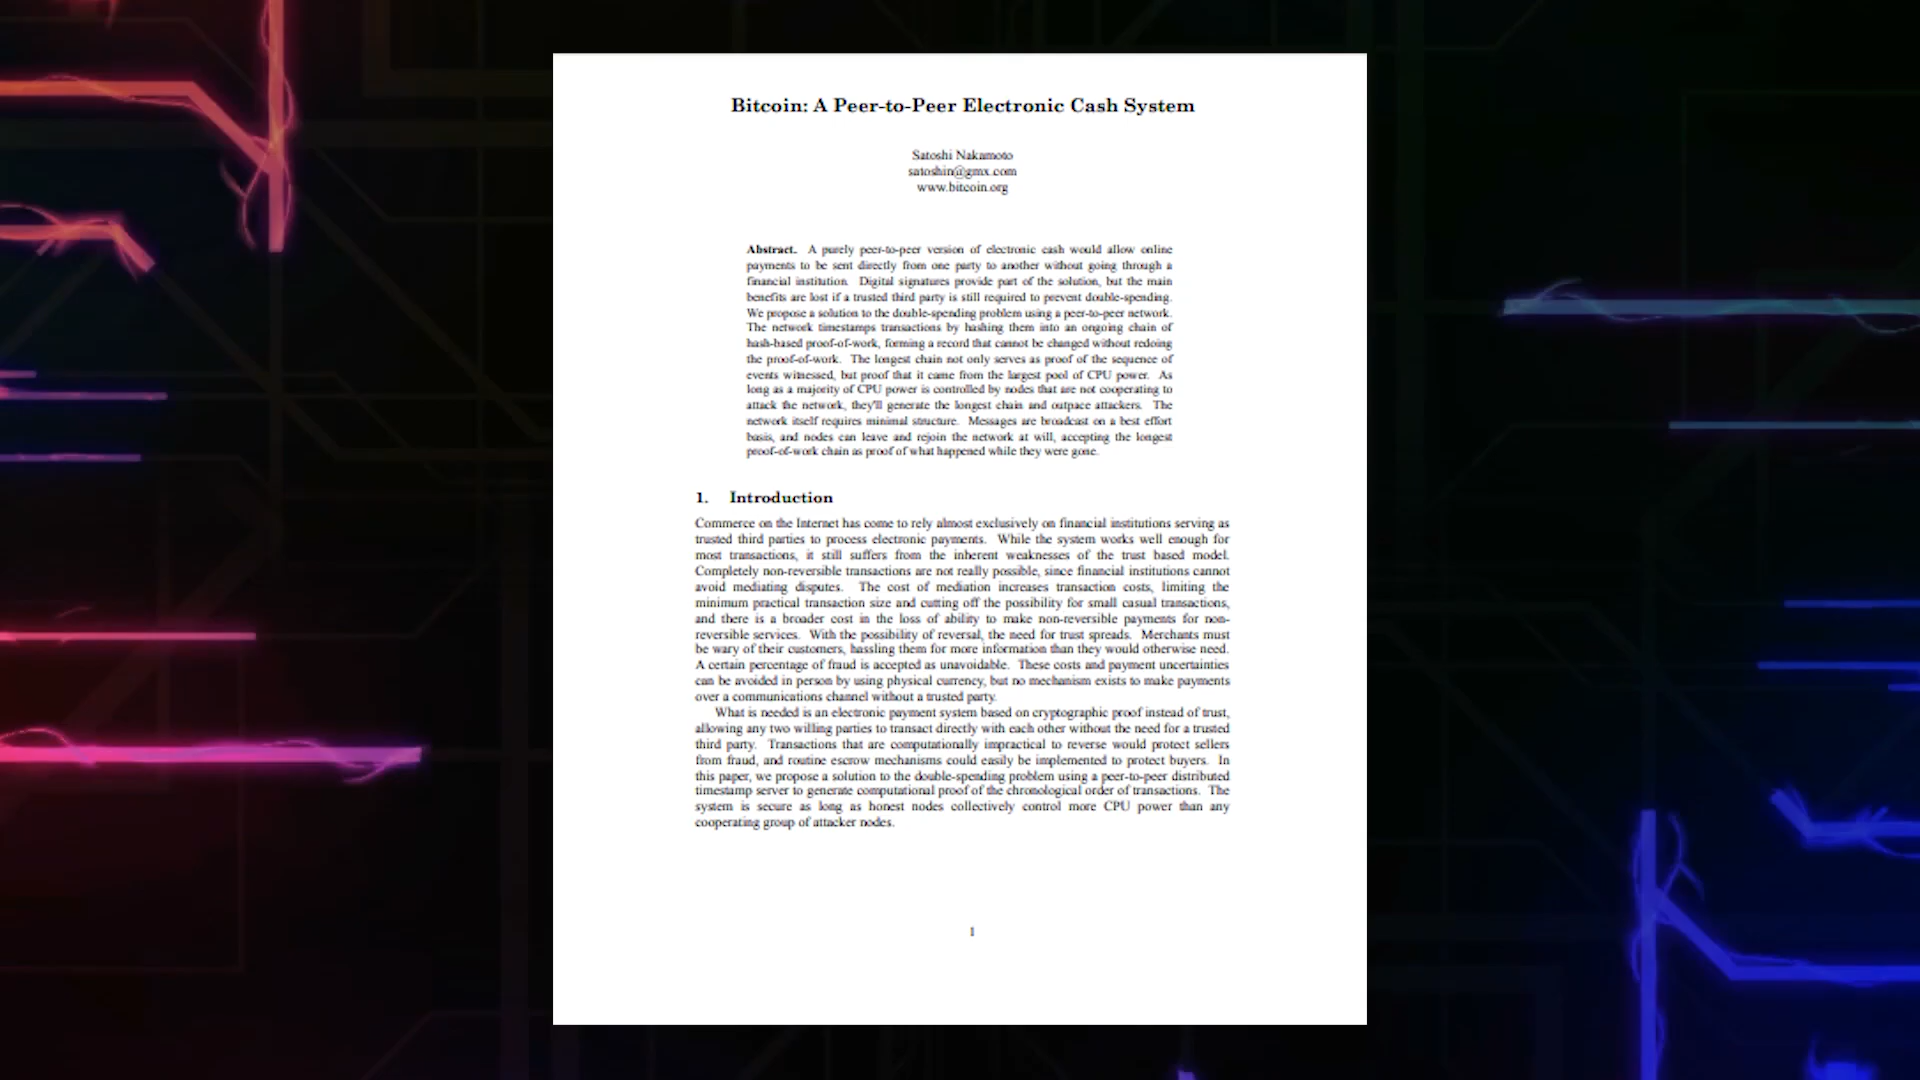 Bitcoin: A Peer-to-Peer Electronic Cash System
Satoshi Nakamoto
satoshin@gmx.com
www.bitcoin.org
Abstract. A purely peer-to-peer version of electronic cash would allow online
payments to be sent directly from one party to another without going through a
financial institution. Digital signatures provide part of the solution, but the main
benefits are lost if a trusted third party is still required to prevent double-spending.
We propose a solution to the double-spending problem using a peer-to-peer network.
The network timestamps transactions by hashing them into an ongoing chain of
hash-based proof-of-work, forming a record that cannot be changed without redoing
the proof-of-work. The longest chain not only serves as proof of the sequence of
events witnessed, but proof that it came from the largest pool of CPU power. As
long as a majority of CPU power is controlled by nodes that are not cooperating to
attack the network, they'll generate the longest chain and outpace attackers. The
network itself requires minimal structure. Messages are broadcast on a best effort
basis, and nodes can leave and rejoin the network at will, accepting the longest
proof-of-work chain as proof of what happened while they were gone.
1. Introduction
Commerce on the Internet has come to rely almost exclusively on financial institutions serving as
trusted third parties to process electronic payments. While the system works well enough for
most transactions, it still suffers from the inherent weaknesses of the trust based model.
Completely non-reversible transactions are not really possible, since financial institutions cannot
avoid mediating disputes. The cost of mediation increases transaction costs, limiting the
minimum practical transaction size and cutting off the possibility for small casual transactions,
and there is a broader cost in the loss of ability to make non-reversible payments for non-
reversible services. With the possibility of reversal, the need for trust spreads. Merchants must
be wary of their customers, hassling them for more information than they would otherwise need.
A certain percentage of fraud is accepted as unavoidable. These costs and payment uncertainties
can be avoided in person by using physical currency, but no mechanism exists to make payments
over a communications channel without a trusted party.
What is needed is an electronic payment system based on cryptographic proof instead of trust,
allowing any two willing parties to transact directly with each other without the need for a trusted
third party. Transactions that are computationally impractical to reverse would protect sellers
from fraud, and routine escrow mechanisms could easily be implemented to protect buyers. In
this paper, we propose a solution to the double-spending problem using a peer-to-peer distributed
timestamp server to generate computational proof of the chronological order of transactions. The
system is secure as long as honest nodes collectively control more CPU power than any
cooperating group of attacker nodes.
1